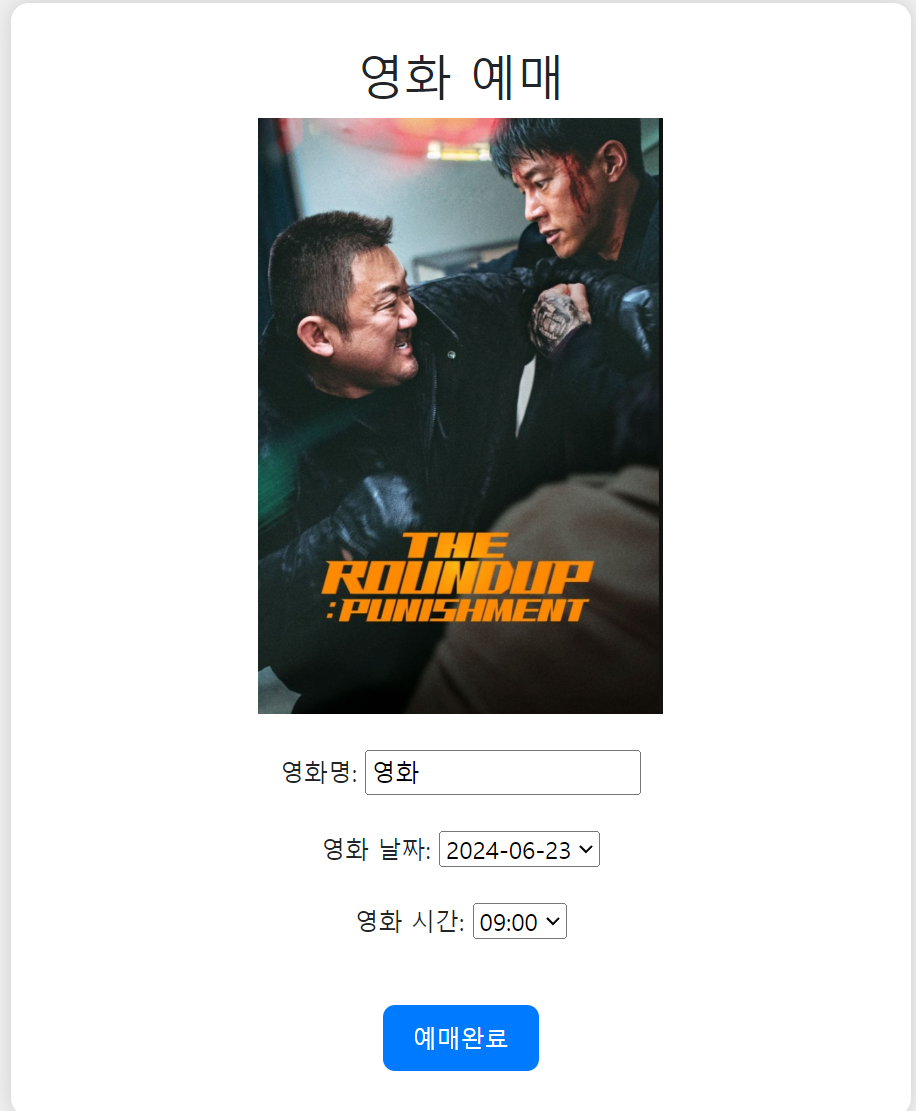 영화 예매
THE
ROUNDUP
: PUNISHMENT
영화명: 영화
영화 날짜: 2024-06-23
영화 시간: 09:00
예매완료